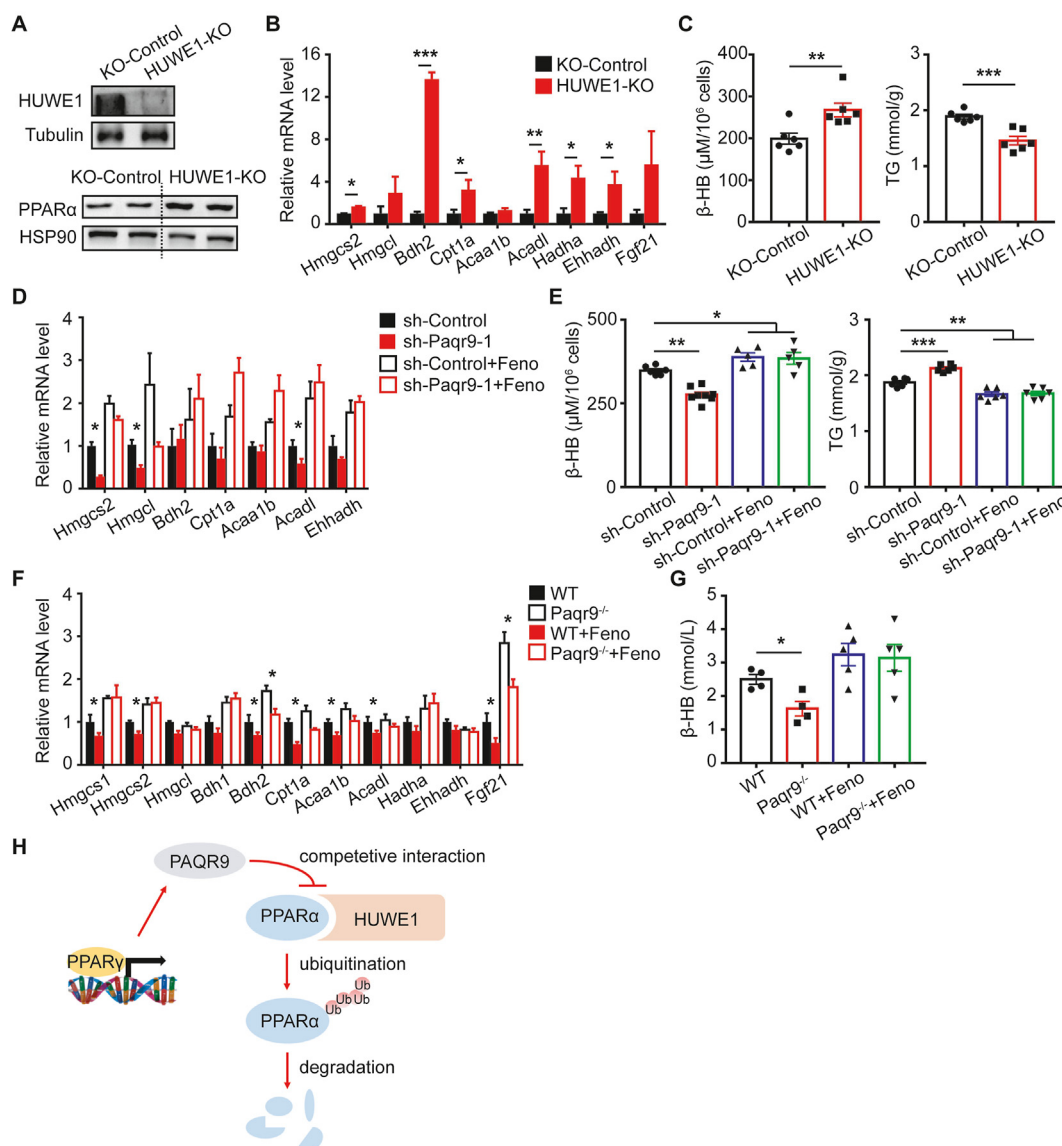 A
KO-Control
HUWE1-KO
HUWE1
Tubulin
KO-Control HUWE1-KO
PPARα
HSP90
B
Relative mRNA level
16
12
8
4
0
* *** * ** * *
KO-Control
HUWE1-KO
Hmgcs2
Hmgcl
Bdh2
Cpt1a
Acaa1b
Acadl
Hadha
Ehhadh
Fgf21
C
β-HB (μM/10⁶ cells)
400
300
200
100
0
**
KO-Control
HUWE1-KO
TG (mmol/g)
3
2
1
0
***
KO-Control
HUWE1-KO
D
Relative mRNA level
4
3
2
1
0
* * *
sh-Control
sh-Paqr9-1
sh-Control+Feno
sh-Paqr9-1+Feno
Hmgcs2
Hmgcl
Bdh2
Cpt1a
Acaa1b
Acadl
Ehhadh
E
β-HB (μM/10⁶ cells)
500
250
0
*
**
sh-Control
sh-Paqr9-1
sh-Control+Feno
sh-Paqr9-1+Feno
TG (mmol/g)
3
2
1
0
**
***
sh-Control
sh-Paqr9-1
sh-Control+Feno
sh-Paqr9-1+Feno
F
Relative mRNA level
4
3
2
1
0
* * * * * * * * *
WT
Paqr9⁻/⁻
WT+Feno
Paqr9⁻/⁻+Feno
Hmgcs1
Hmgcs2
Hmgcl
Bdh1
Bdh2
Cpt1a
Acaa1b
Acadl
Hadha
Ehhadh
Fgf21
G
β-HB (mmol/L)
5
4
3
2
1
0
*
WT
Paqr9⁻/⁻
WT+Feno
Paqr9⁻/⁻+Feno
H
PAQR9
competetive interaction
PPARα
HUWE1
PPARγ
ubiquitination
PPARα
Ub
Ub
Ub
Ub
degradation